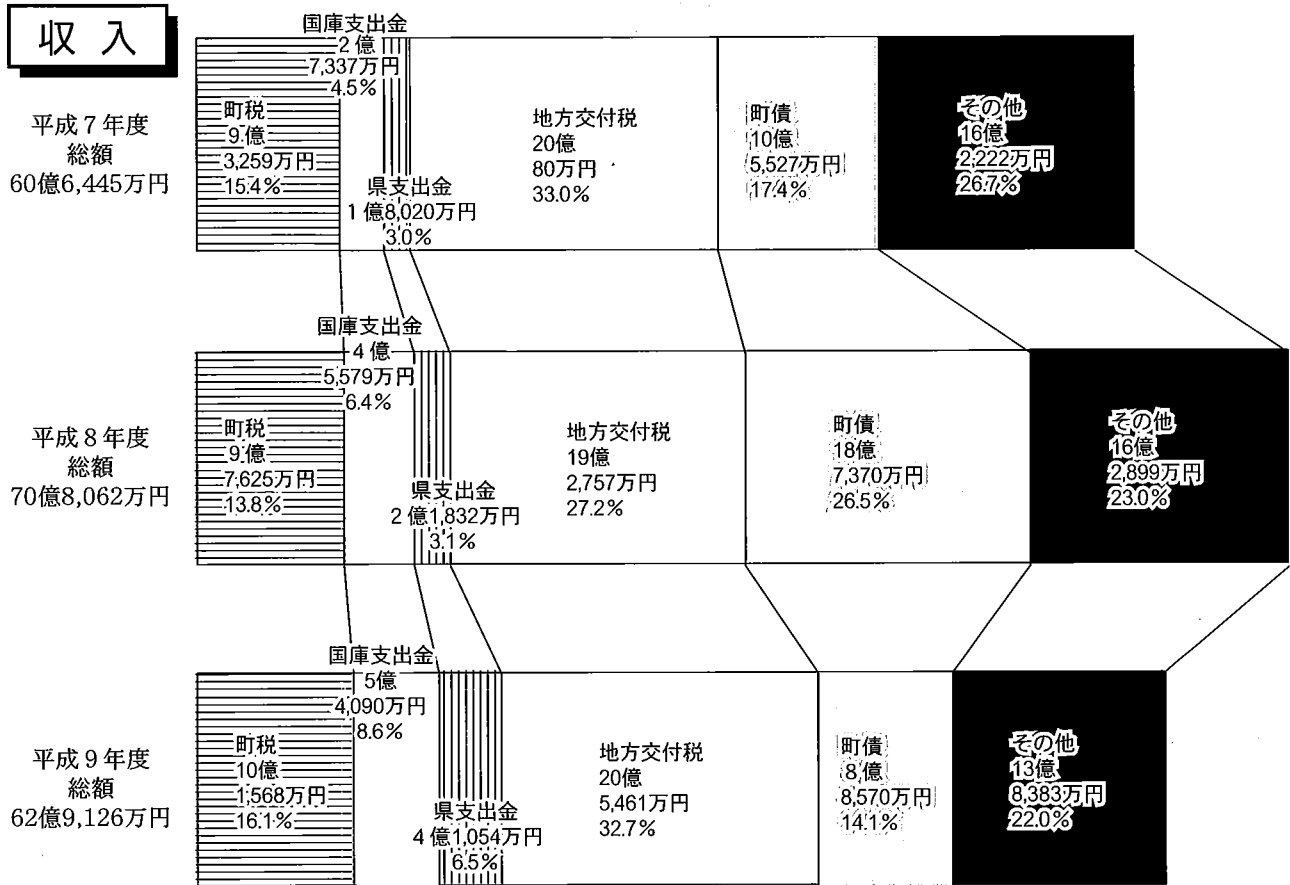 収入
平成7年度
総額
60億6,445万円
町税
9億
3,259万円
15.4%
国庫支出金
2億
7,337万円
4.5%
県支出金
1億8,020万円
3.0%
地方交付税
20億
80万円
33.0%
町債
10億
5,527万円
17.4%
その他
16億
2,222万円
26.7%
平成8年度
総額
70億8,062万円
町税
9億
7,625万円
13.8%
国庫支出金
4億
5,579万円
6.4%
県支出金
2億1,832万円
3.1%
地方交付税
19億
2,757万円
27.2%
町債
18億
7,370万円
26.5%
その他
16億
2,899万円
23.0%
平成9年度
総額
62億9,126万円
町税
10億
1,568万円
16.1%
国庫支出金
5億
4,090万円
8.6%
県支出金
4億1,054万円
6.5%
地方交付税
20億
5,461万円
32.7%
町債
8億
8,570万円
14.1%
その他
13億
8,383万円
22.0%